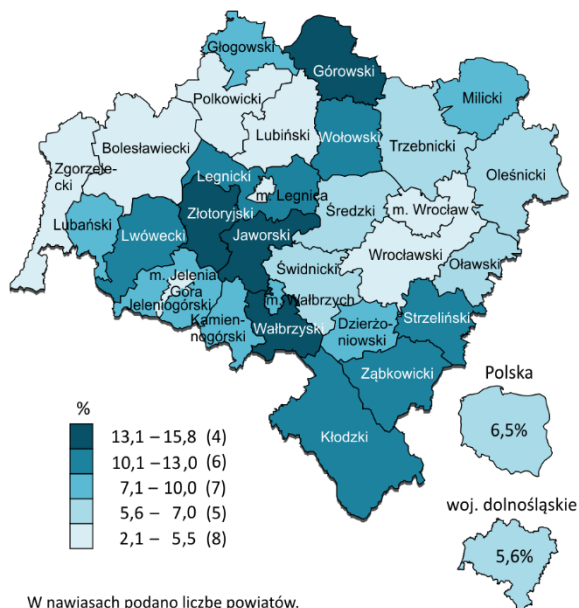 Głogowski
Górowski
Milicki
Polkowicki
Lubiński
Wołowski
Trzebnicki
Bolesławiecki
Zgorzele-
cki
Legnicki
m. Legnica
Oleśnicki
Złotoryjski
Średzki
m. Wrocław
Lubański
Lwówecki
Jaworski
Wrocławski
m. Jelenia
Góra
Świdnicki
Oławski
Jeleniogórski
m. Wałbrzych
Kamien-
nogórski
Wałbrzyski
Dzierżo-
niowski
Strzeliński
Ząbkowicki
Kłodzki
Polska
6,5%
woj. dolnośląskie
5,6%
%
13,1 – 15,8 (4)
10,1 – 13,0 (6)
7,1 – 10,0 (7)
5,6 – 7,0 (5)
2,1 – 5,5 (8)
W nawiasach podano liczbę powiatów.